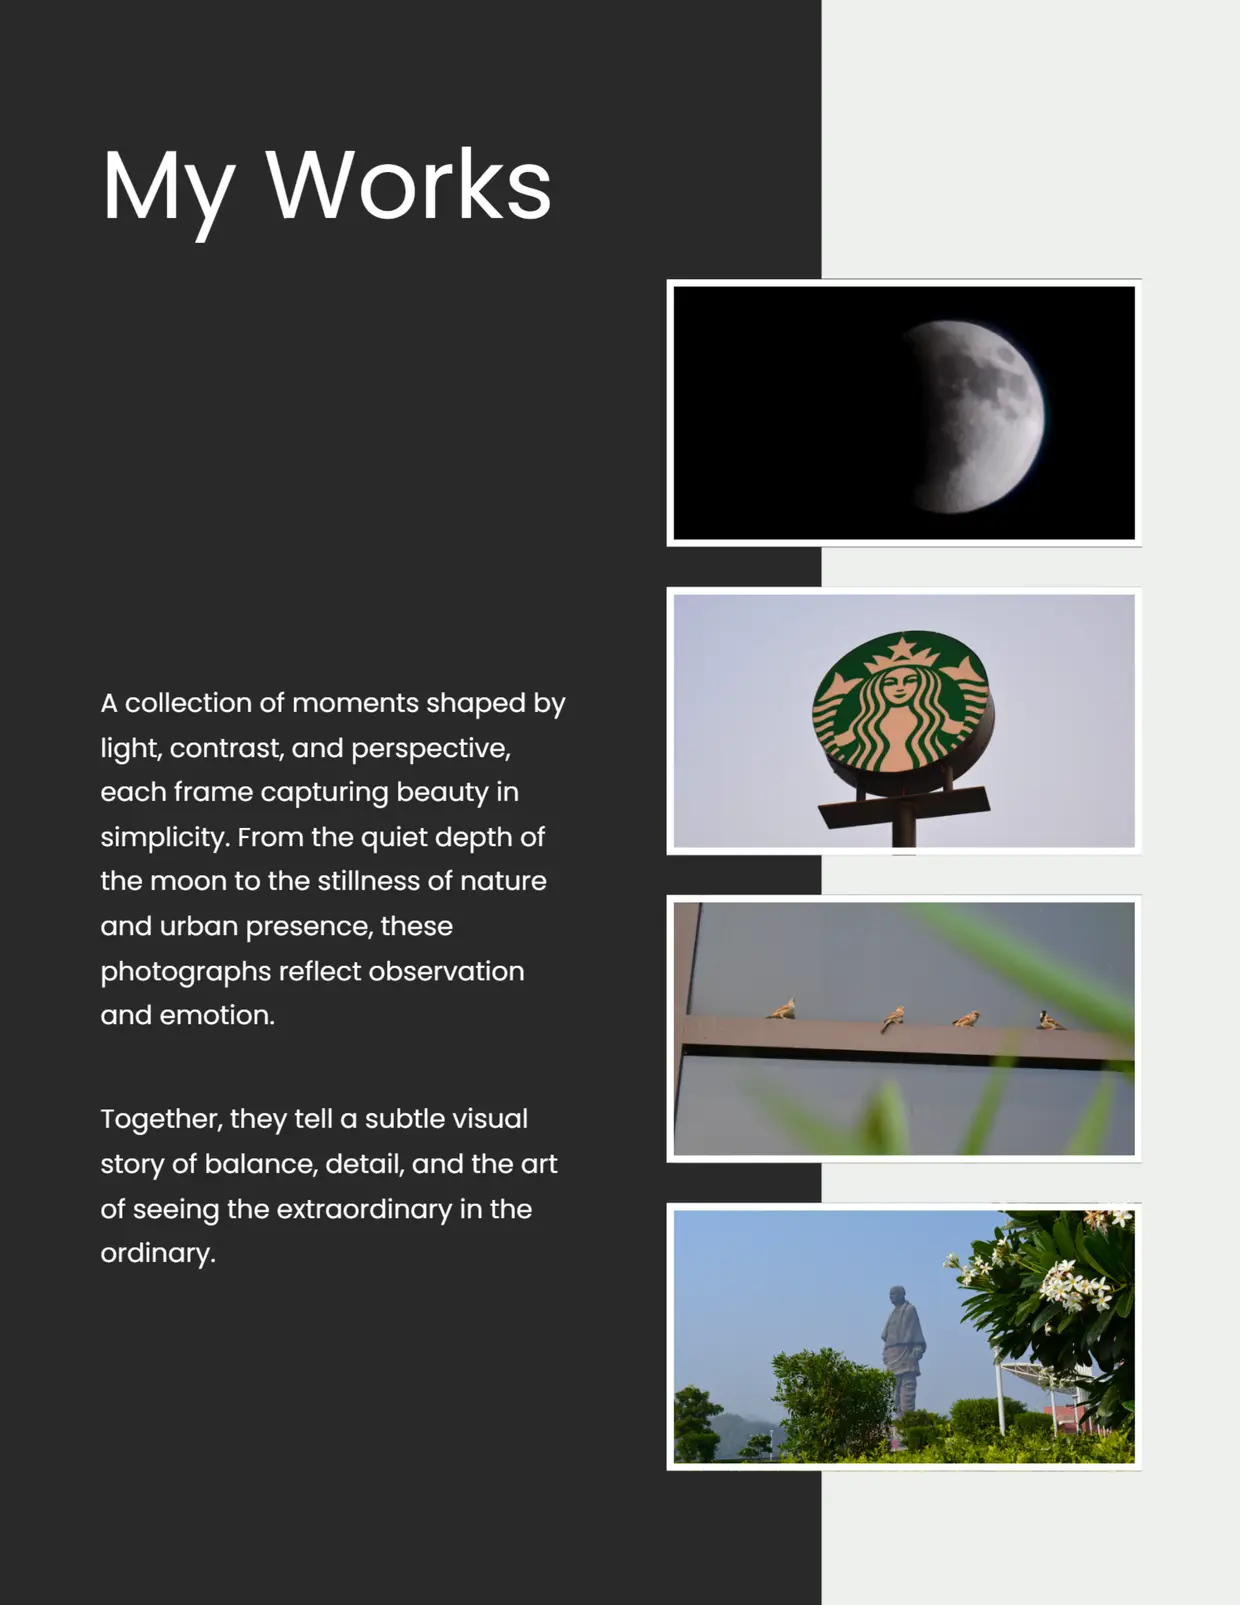 My Works
A collection of moments shaped by
light, contrast, and perspective,
each frame capturing beauty in
simplicity. From the quiet depth of
the moon to the stillness of nature
and urban presence, these
photographs reflect observation
and emotion.
Together, they tell a subtle visual
story of balance, detail, and the art
of seeing the extraordinary in the
ordinary.